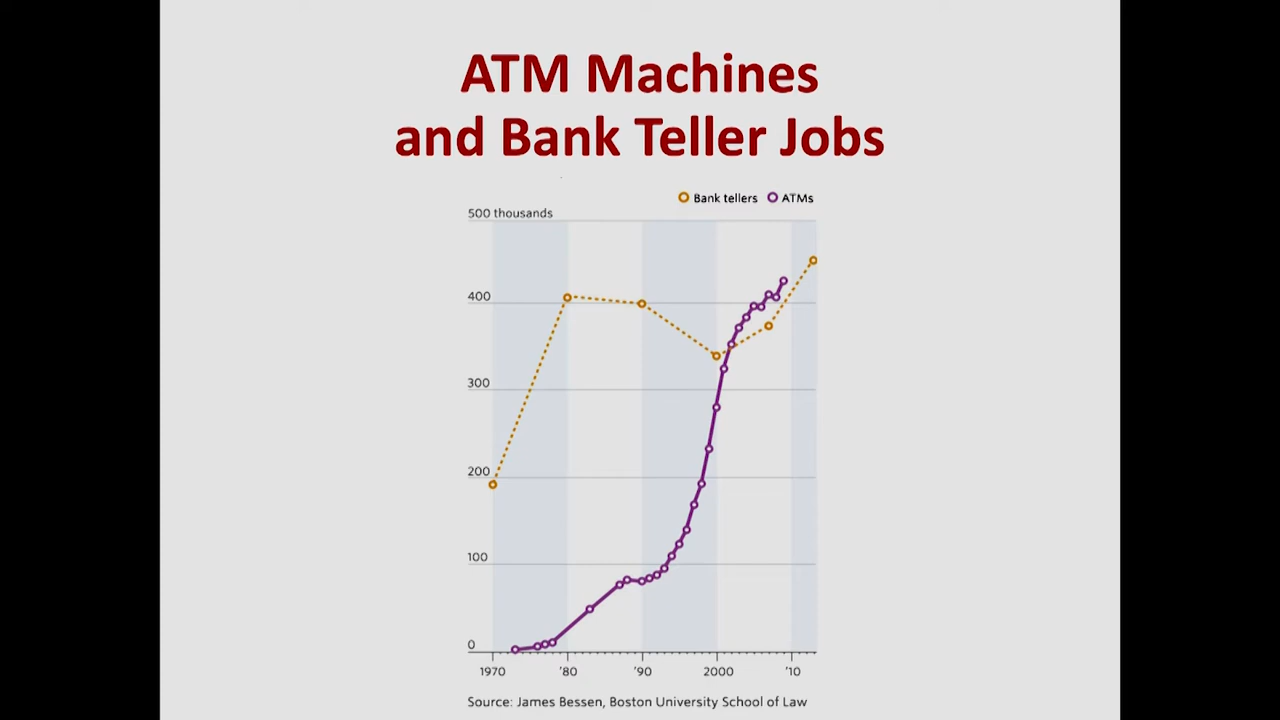 ATM Machines
and Bank Teller Jobs
Bank tellers ATMs
500 thousands
400
300
200
100
0
1970 '80 '90 2000 '10
Source: James Bessen, Boston University School of Law